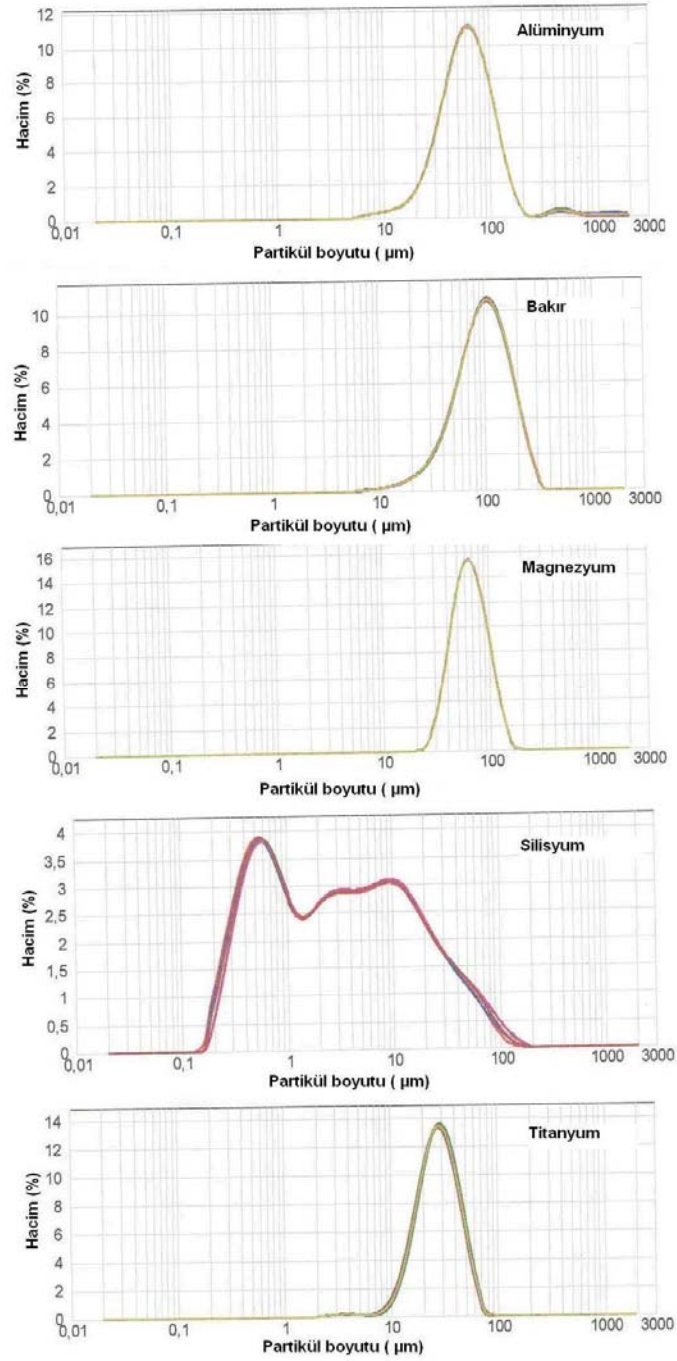 12
Alüminyum
10
8
6
4
2
0
Hacim (%)
0,01 0,1 1 10 100 1000 3000
Partikül boyutu ( µm)
Bakır
10
8
6
4
2
0
Hacim (%)
0,01 0,1 1 10 100 1000 3000
Partikül boyutu ( µm)
16
Magnezyum
14
12
10
8
6
4
2
0
Hacim (%)
0,01 0,1 1 10 100 1000 3000
Partikül boyutu ( µm)
4
Silisyum
3,5
3
2,5
2
1,5
1
0,5
0
Hacim (%)
0,1 1 10 100 1000 3000
Partikül boyutu ( µm)
14
Titanyum
12
10
8
6
4
2
0
Hacim (%)
0,01 0,1 1 10 100 1000 3000
Partikül boyutu ( µm)